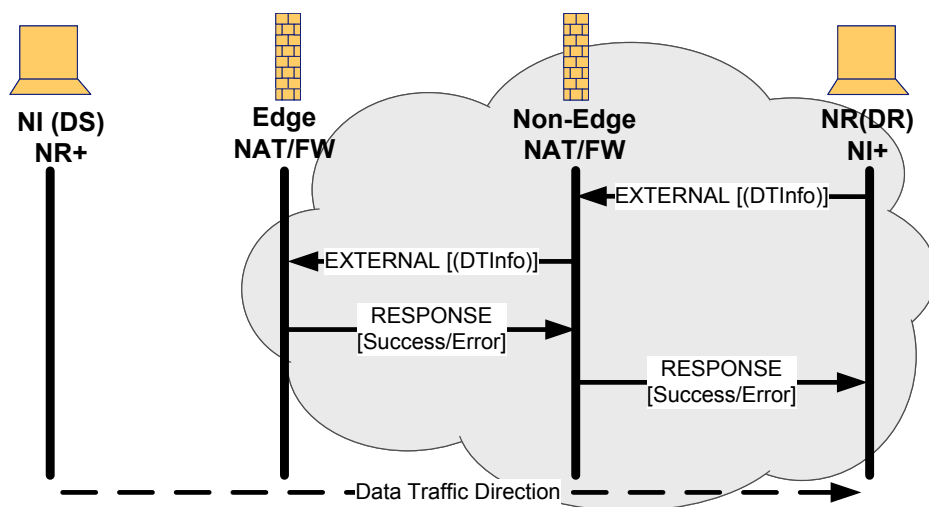 NI (DS)
NR+
Edge
NAT/FW
Non-Edge
NAT/FW
NR(DR)
NI+
EXTERNAL [(DTInfo)]
EXTERNAL [(DTInfo)]
RESPONSE
[Success/Error]
RESPONSE
[Success/Error]
Data Traffic Direction